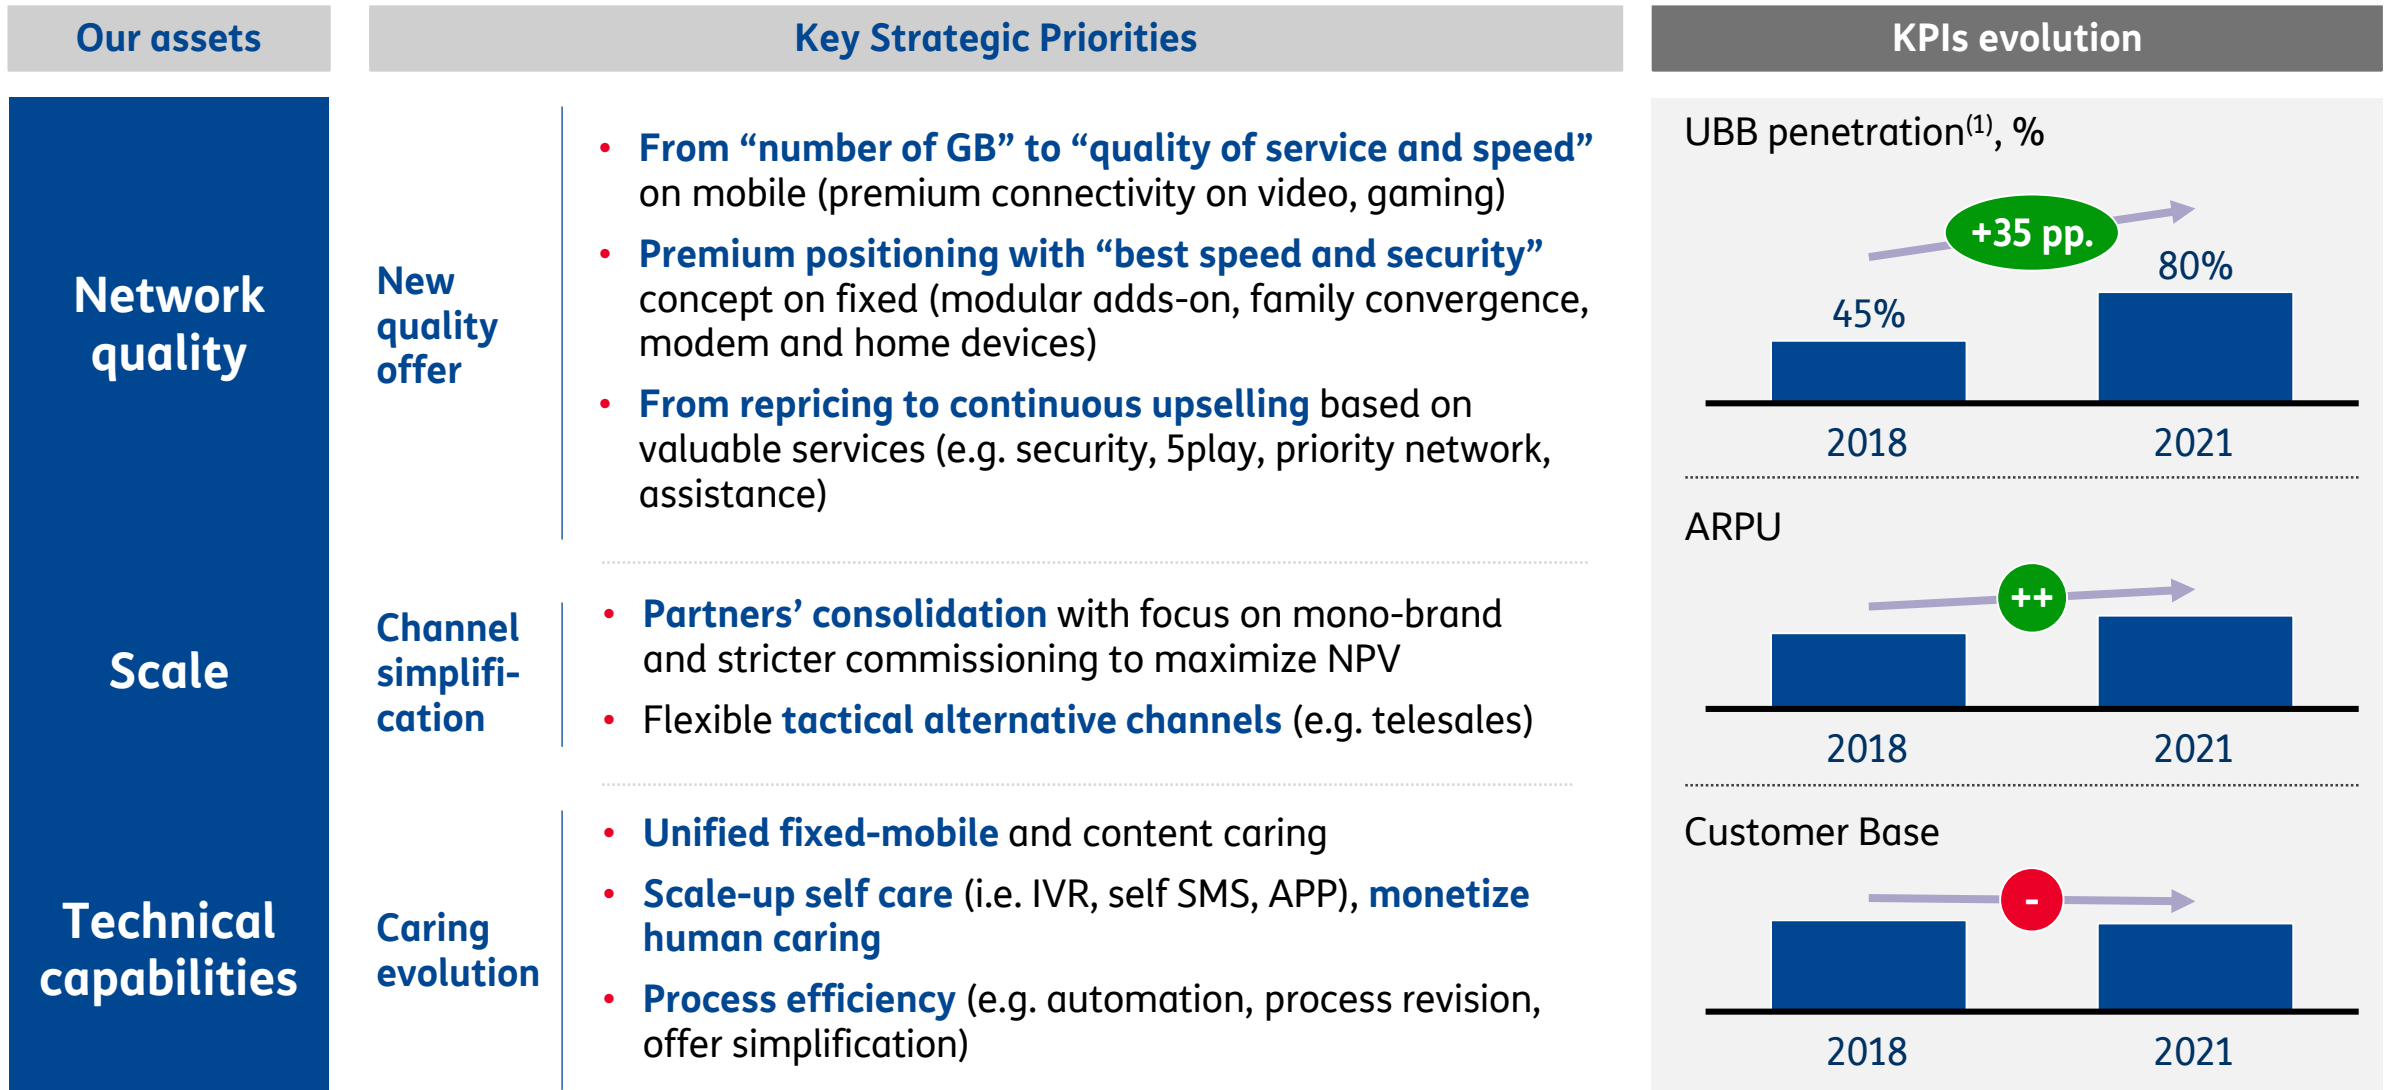 Our assets
Key Strategic Priorities
KPIs evolution
Network
quality
Scale
Technical
capabilities
New
quality
offer
• From “number of GB” to “quality of service and speed”
on mobile (premium connectivity on video, gaming)
• Premium positioning with “best speed and security”
concept on fixed (modular adds-on, family convergence,
modem and home devices)
• From repricing to continuous upselling based on
valuable services (e.g. security, 5play, priority network,
assistance)
Channel
simplifi-
cation
• Partners’ consolidation with focus on mono-brand
and stricter commissioning to maximize NPV
• Flexible tactical alternative channels (e.g. telesales)
Caring
evolution
• Unified fixed-mobile and content caring
• Scale-up self care (i.e. IVR, self SMS, APP), monetize
human caring
• Process efficiency (e.g. automation, process revision,
offer simplification)
UBB penetration(1), %
+35 pp.
45%
80%
2018
2021
ARPU
++
2018
2021
Customer Base
-
2018
2021